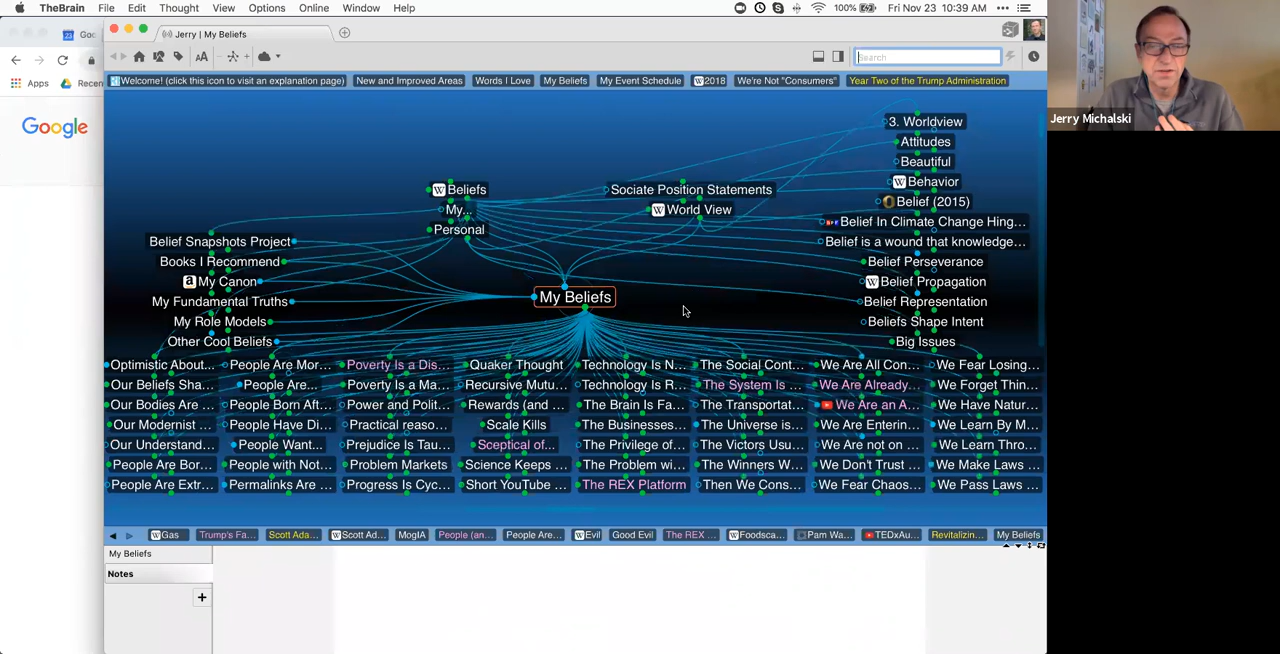 TheBrain File Edit Thought View Options Online Window Help
100% Fri Nov 23 10:39 AM
Jerry | My Beliefs
Apps
Google
AA
Search
Welcome! (click this icon to visit an explanation page) New and Improved Areas Words I Love My Beliefs My Event Schedule W 2018 We're Not "Consumers" Year Two of the Trump Administration
Jerry Michalski
3. Worldview
Attitudes
Beautiful
W Behavior
Belief (2015)
Belief In Climate Change Hing...
Belief is a wound that knowledge...
Belief Perseverance
W Belief Propagation
Belief Representation
Beliefs Shape Intent
Big Issues
W Beliefs
My...
Personal
Sociate Position Statements
W World View
Belief Snapshots Project
Books I Recommend
a My Canon
My Fundamental Truths
My Role Models
Other Cool Beliefs
My Beliefs
Optimistic About... People Are Mor... Poverty Is a Dis... Quaker Thought Technology Is N... The Social Cont... We Are All Con... We Fear Losing...
Our Beliefs Sha... People Are... Poverty Is a Ma... Recursive Mutu... Technology Is R... The System Is ... We Are Already... We Forget Thin...
Our Bodies Are ... People Born Aft... Power and Polit... Rewards (and ... The Brain Is Fa... The Transportat... We Are an A... We Have Natur...
Our Modernist ... People Have Di... Practical reaso... Scale Kills The Businesses... The Universe is... We Are Enterin... We Learn By M...
Our Understand... People Want... Prejudice Is Tau... Sceptical of... The Privilege of... The Victors Usu... We Are not on ... We Learn Thro...
People Are Bor... People with Not... Problem Markets Science Keeps ... The Problem wi... The Winners W... We Don't Trust ... We Make Laws ...
People Are Extr... Permalinks Are ... Progress Is Cyc... Short YouTube ... The REX Platform Then We Cons... We Fear Chaos... We Pass Laws ...
W Gas Trump's Fa... Scott Ada... W Scott Ad... MogIA People (an... People Are... W Evil Good Evil The REX ... W Foodsca... Pam Wa... TEDxAu... Revitalizin... My Beliefs
My Beliefs
Notes
+